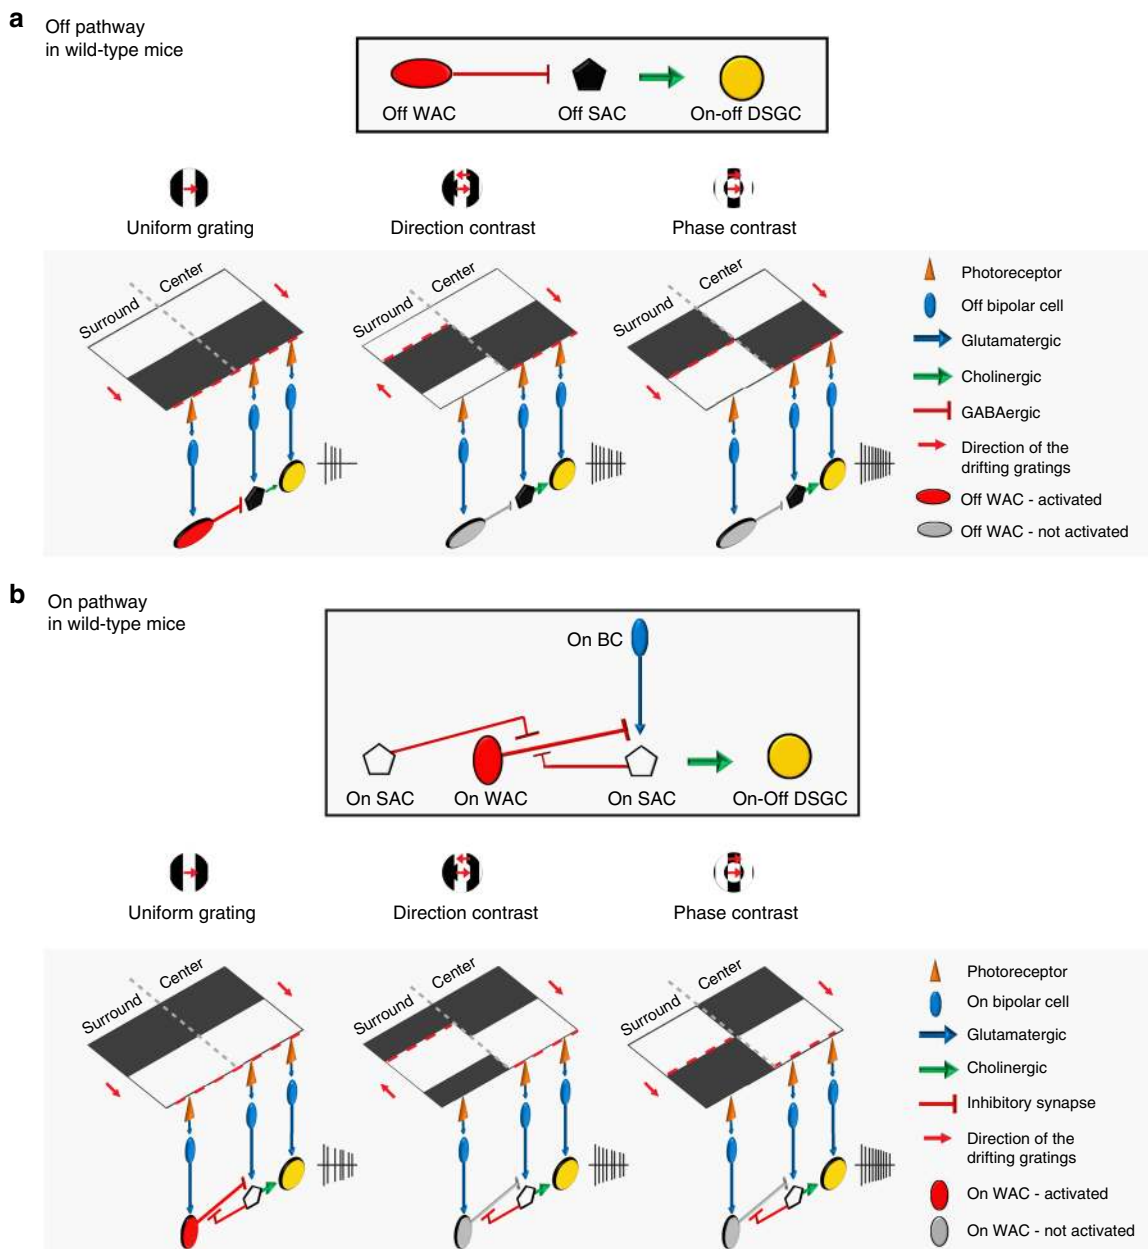 a
Off pathway
in wild-type mice
Off WAC
Off SAC
On-off DSGC
Uniform grating
Direction contrast
Phase contrast
Surround
Center
Surround
Center
Surround
Center
Photoreceptor
Off bipolar cell
Glutamatergic
Cholinergic
GABAergic
Direction of the
drifting gratings
Off WAC - activated
Off WAC - not activated
b
On pathway
in wild-type mice
On BC
On SAC
On WAC
On SAC
On-Off DSGC
Uniform grating
Direction contrast
Phase contrast
Surround
Center
Surround
Center
Surround
Center
Photoreceptor
On bipolar cell
Glutamatergic
Cholinergic
Inhibitory synapse
Direction of the
drifting gratings
On WAC - activated
On WAC - not activated